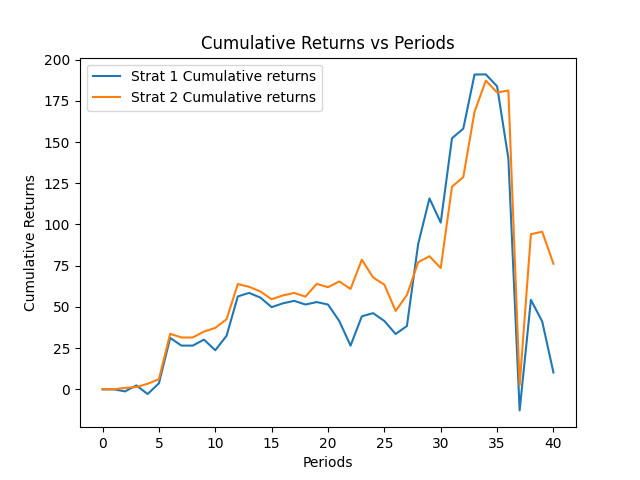 Cumulative Returns vs Periods
Strat 1 Cumulative returns
Strat 2 Cumulative returns
Cumulative Returns
200
175
150
125
100
75
50
25
0
0 5 10 15 20 25 30 35 40
Periods